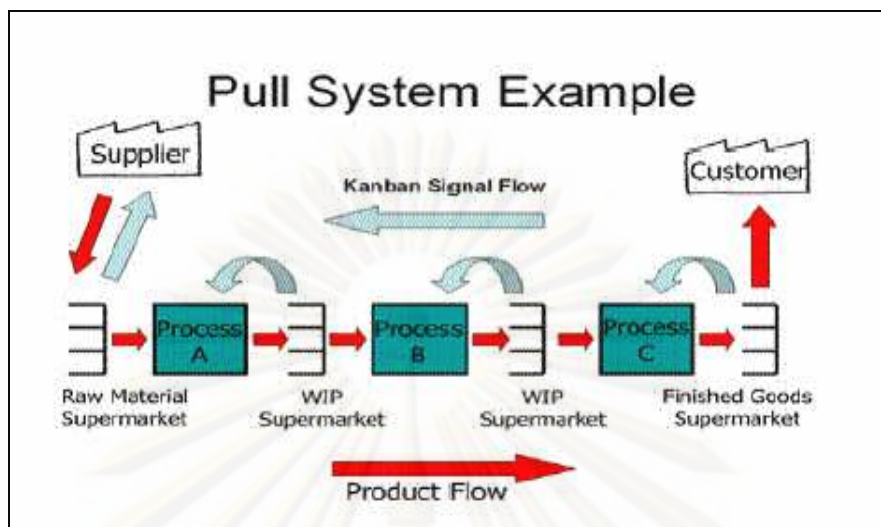 Pull System Example
Supplier
Customer
Kanban Signal Flow
Process
A
Process
B
Process
C
Raw Material
Supermarket
WIP
Supermarket
WIP
Supermarket
Finished Goods
Supermarket
Product Flow